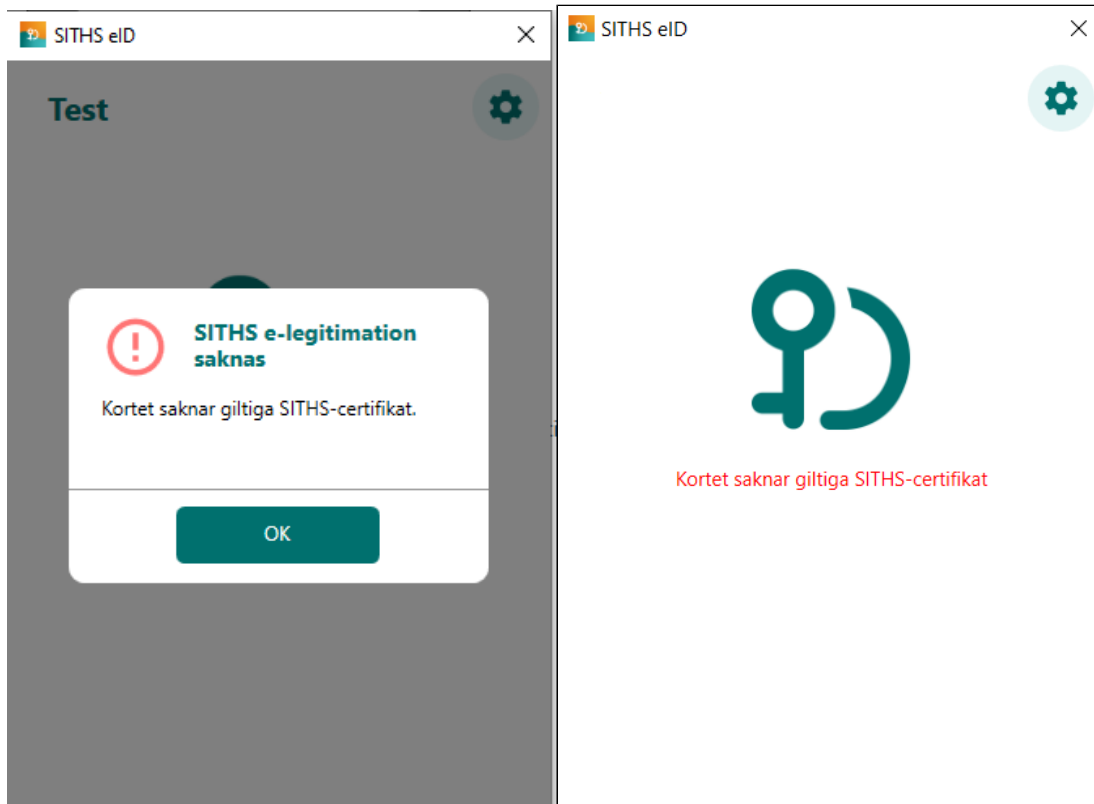 SITHS eID
Test
SITHS e-legitimation
saknas
Kortet saknar giltiga SITHS-certifikat.
OK
SITHS eID
Kortet saknar giltiga SITHS-certifikat